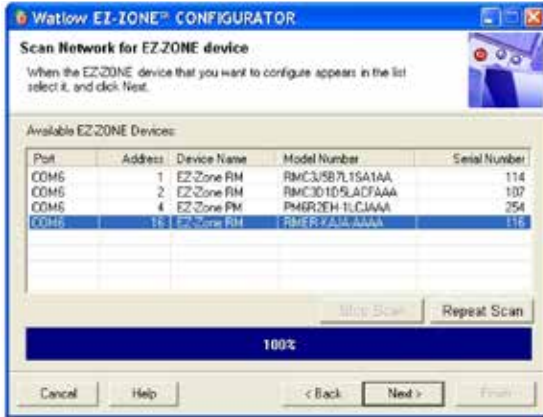 Watlow EZ-ZONE™ CONFIGURATOR
Scan Network for EZ-ZONE device
When the EZ-ZONE device that you want to configure appears in the list
select it, and click Next.
Available EZ-ZONE Devices:
Port Address Device Name Model Number Serial Number
COM6 1 EZ-Zone RM 114
COM6 2 EZ-Zone RM 107
COM6 4 EZ-Zone PM PM6R2EH-1LCJAAA 254
COM6 16 EZ-Zone RM RMER-KAJA-AAAA 116
Stop Scan Repeat Scan
100%
Cancel Help < Back Next > Finish